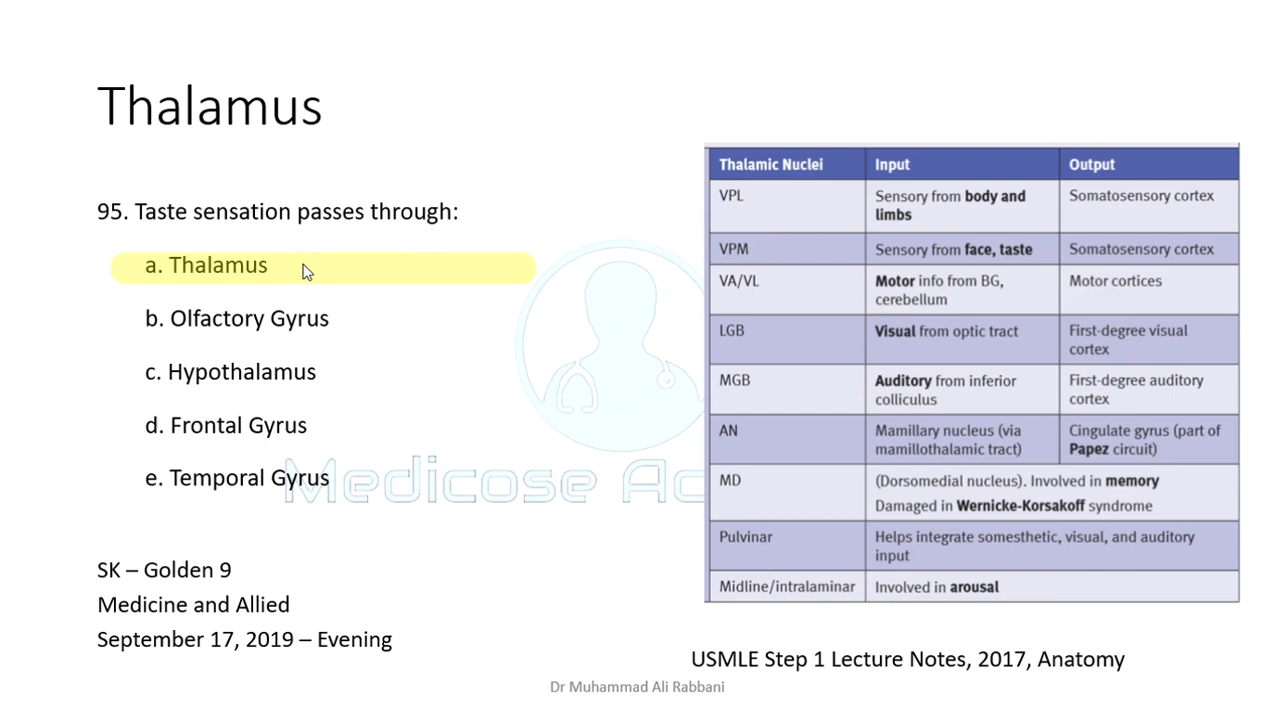 Thalamus
95. Taste sensation passes through:
a. Thalamus
b. Olfactory Gyrus
c. Hypothalamus
d. Frontal Gyrus
e. Temporal Gyrus
SK – Golden 9
Medicine and Allied
September 17, 2019 – Evening
Thalamic Nuclei Input Output
VPL Sensory from body and Somatosensory cortex
limbs
VPM Sensory from face, taste Somatosensory cortex
VA/VL Motor info from BG, Motor cortices
cerebellum
LGB Visual from optic tract First-degree visual
cortex
MGB Auditory from inferior First-degree auditory
colliculus cortex
AN Mamillary nucleus (via Cingulate gyrus (part of
mamillothalamic tract) Papez circuit)
MD (Dorsomedial nucleus). Involved in memory
Damaged in Wernicke-Korsakoff syndrome
Pulvinar Helps integrate somesthetic, visual, and auditory
input
Midline/intralaminar Involved in arousal
USMLE Step 1 Lecture Notes, 2017, Anatomy
Dr Muhammad Ali Rabbani
Medicose Ac